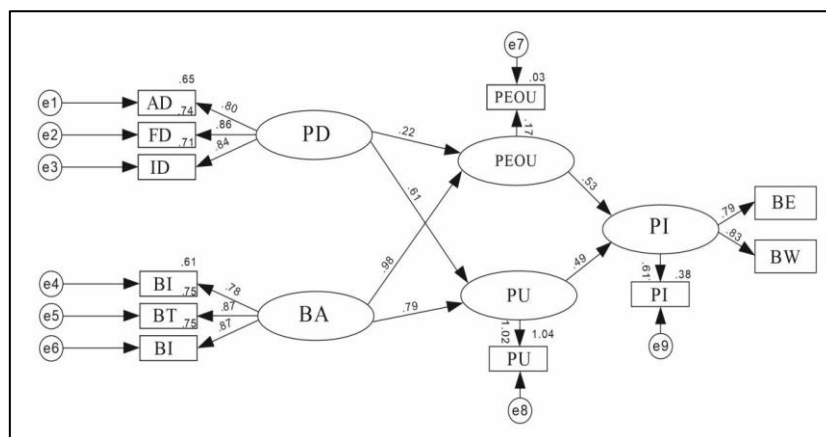 e7
.03
PEOU
.17
.65
e1
AD
.80
.74
e2
FD
.86
.71
e3
ID
.84
PD
.22
PEOU
.61
.53
.79
BE
PI
.83
BW
.61
.38
PI
e9
.98
.49
.61
e4
BI
.78
.75
e5
BT
.87
.75
e6
BI
.87
BA
.79
PU
1.02
1.04
PU
e8